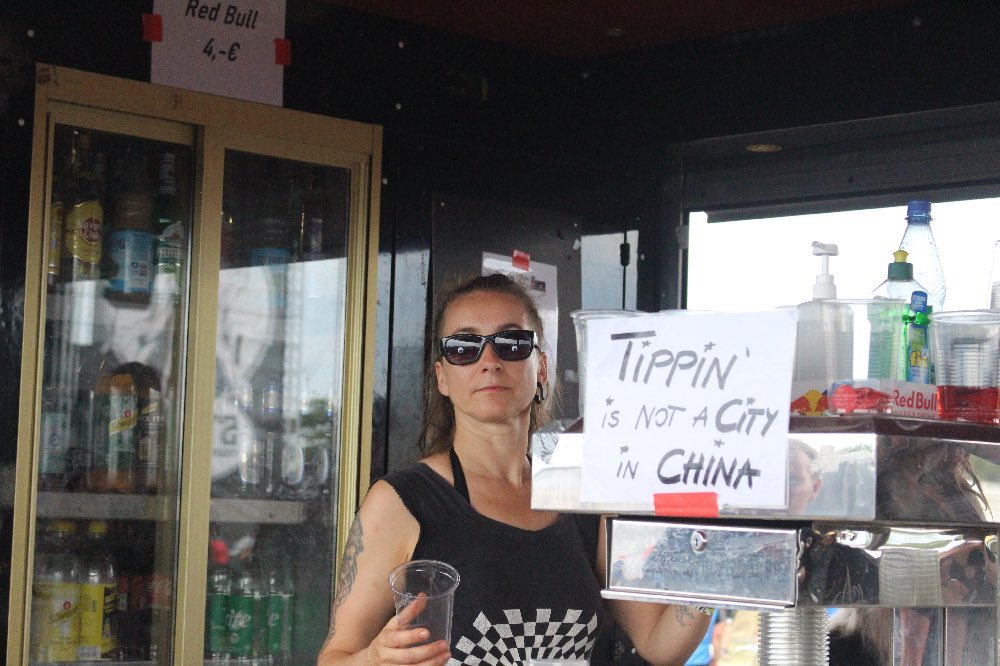 Red Bull
4,-€
TIPPIN'
IS NOT A CITY
IN CHINA
Red Bull